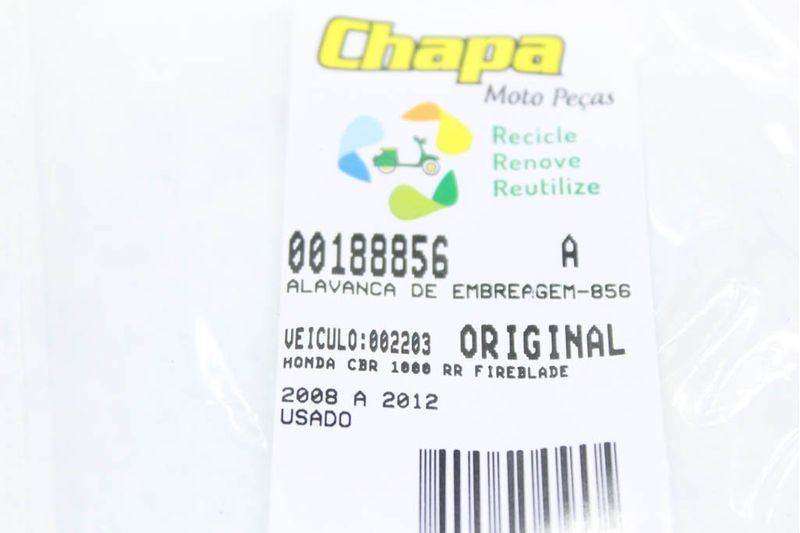 Chapa
Moto Peças
Recicle
Renove
Reutilize
00188856 A
ALAVANCA DE EMBREAGEM-856
VEICULO:002203 ORIGINAL
HONDA CBR 1000 RR FIREBLADE
2008 A 2012
USADO